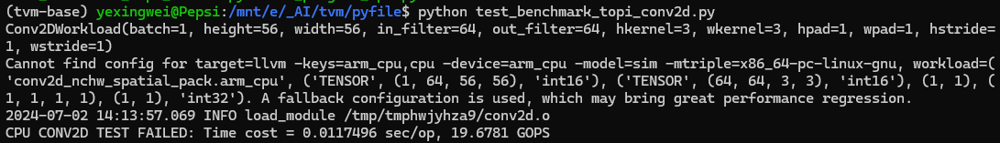 (tvm-base) yexingwei@Pepsi:/mnt/e/_AI/tvm/pyfile$ python test_benchmark_topi_conv2d.py
Conv2DWorkload(batch=1, height=56, width=56, in_filter=64, out_filter=64, hkernel=3, wkernel=3, hpad=1, wpad=1, hstride=
1, wstride=1)
Cannot find config for target=llvm -keys=arm_cpu,cpu -device=arm_cpu -model=sim -mtriple=x86_64-pc-linux-gnu, workload=(
'conv2d_nchw_spatial_pack.arm_cpu', ('TENSOR', (1, 64, 56, 56), 'int16'), ('TENSOR', (64, 64, 3, 3), 'int16'), (1, 1), (
1, 1, 1, 1), (1, 1), 'int32'). A fallback configuration is used, which may bring great performance regression.
2024-07-02 14:13:57.069 INFO load_module /tmp/tmphwjyhza9/conv2d.o
CPU CONV2D TEST FAILED: Time cost = 0.0117496 sec/op, 19.6781 GOPS